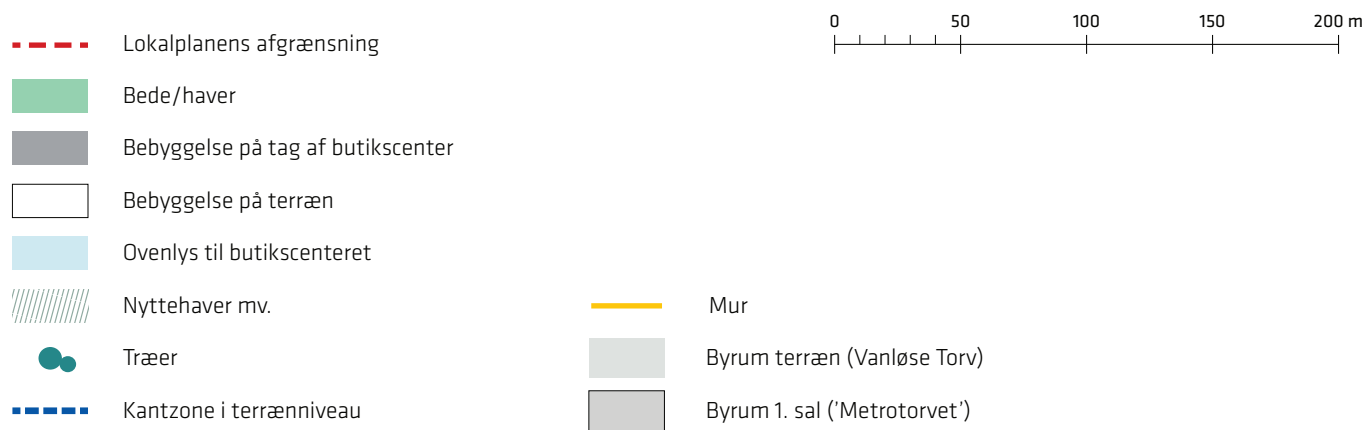 0 50 100 150 200 m
Lokalplanens afgrænsning
Bede/haver
Bebyggelse på tag af butikscenter
Bebyggelse på terræn
Ovenlys til butikscenteret
Nyttehaver mv.
Træer
Kantzone i terrænniveau
Mur
Byrum terræn (Vanløse Torv)
Byrum 1. sal ('Metrotorvet')